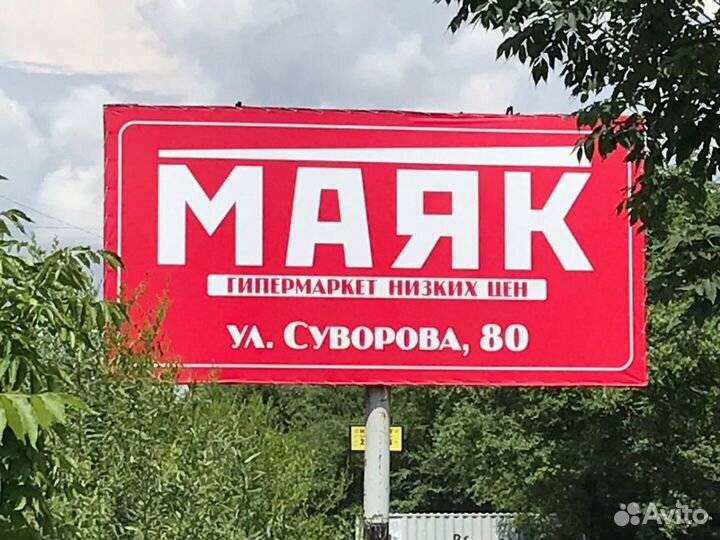 МАЯК
ГИПЕРМАРКЕТ НИЗКИХ ЦЕН
УЛ. СУВОРОВА, 80
Avito